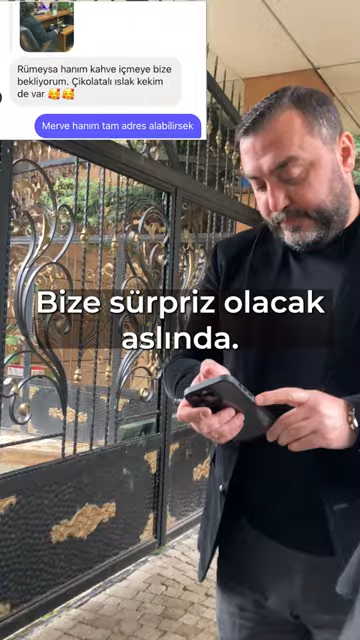 Rümeysa hanım kahve içmeye bize
bekliyorum. Çikolatalı ıslak kekim
de var 🥰🥰
Merve hanım tam adres alabilirsek
Bize sürpriz olacak
aslında.